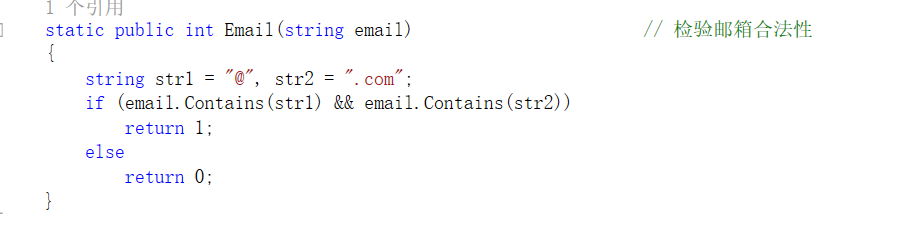 1 个引用
static public int Email(string email) // 检验邮箱合法性
{
string str1 = "@", str2 = ".com";
if (email.Contains(str1) && email.Contains(str2))
return 1;
else
return 0;
}